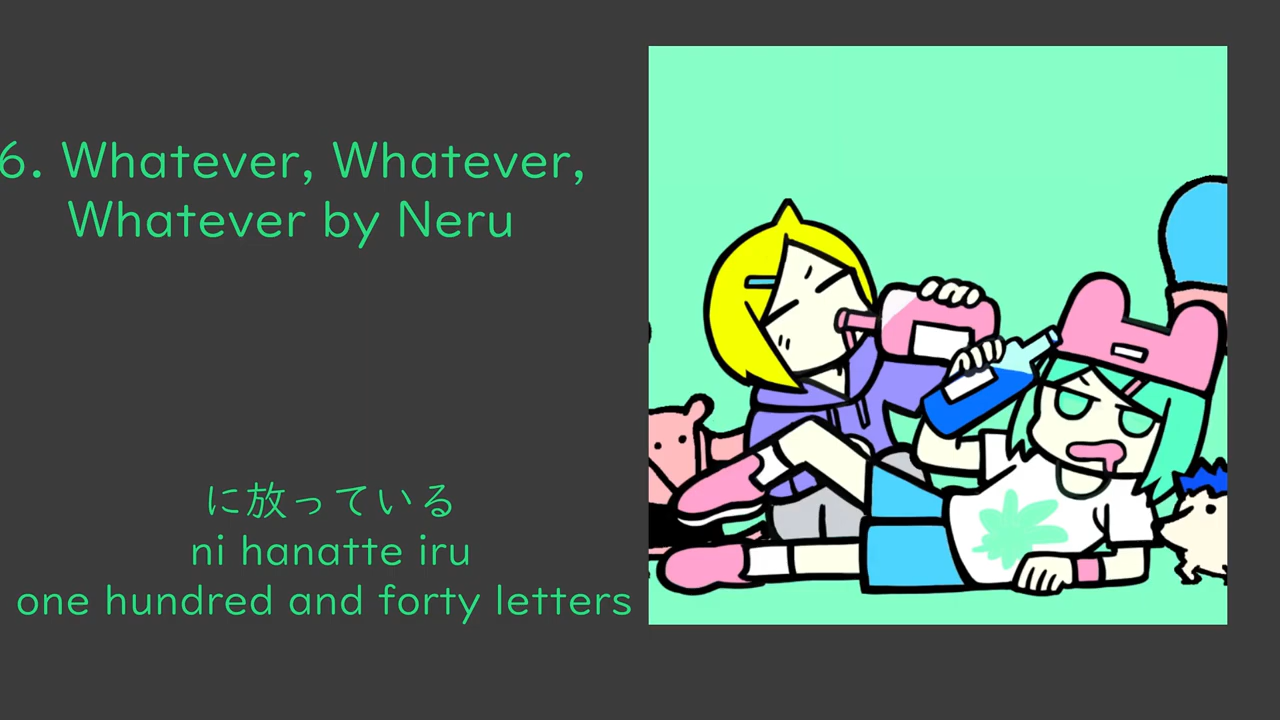 6. Whatever, Whatever,
Whatever by Neru
に放っている
ni hanatte iru
one hundred and forty letters